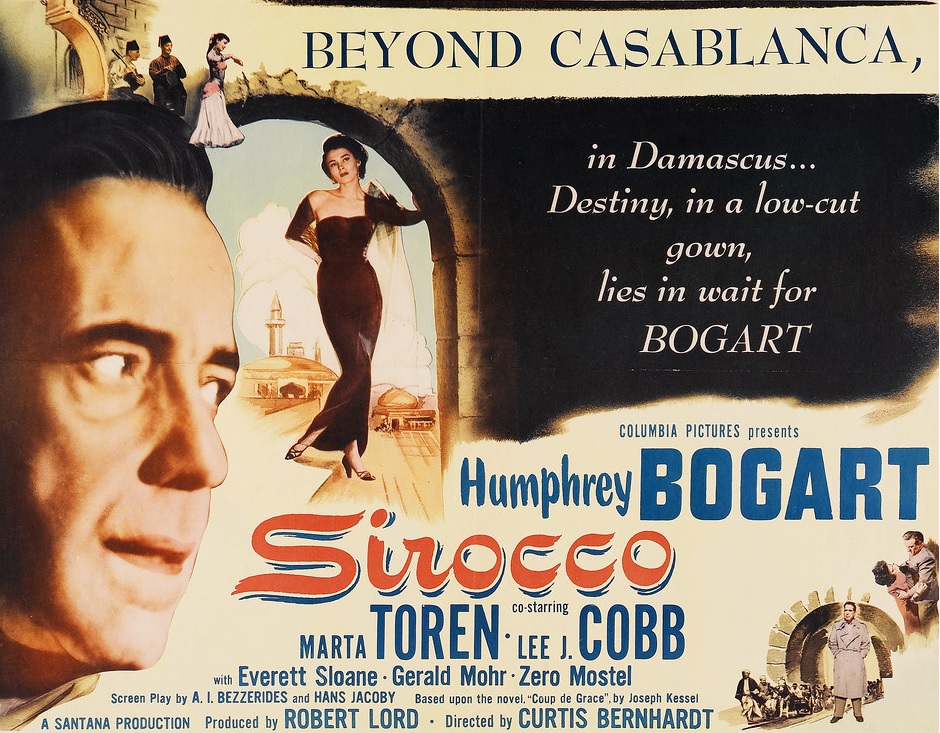 BEYOND CASABLANCA,
in Damascus...
Destiny, in a low-cut
gown,
lies in wait for
BOGART
COLUMBIA PICTURES presents
Humphrey BOGART
Sirocco
co-starring
MARTA TOREN · LEE J. COBB
with Everett Sloane · Gerald Mohr · Zero Mostel
Screen Play by A. I. BEZZERIDES and HANS JACOBY Based upon the novel, "Coup de Grace", by Joseph Kessel
A SANTANA PRODUCTION Produced by ROBERT LORD · Directed by CURTIS BERNHARDT